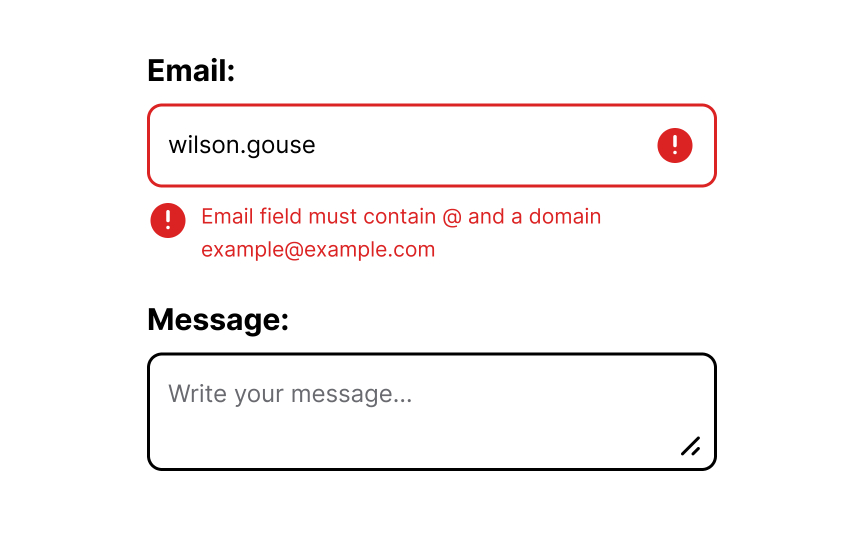 Email:
wilson.gouse
Email field must contain @ and a domain
example@example.com
Message:
Write your message...